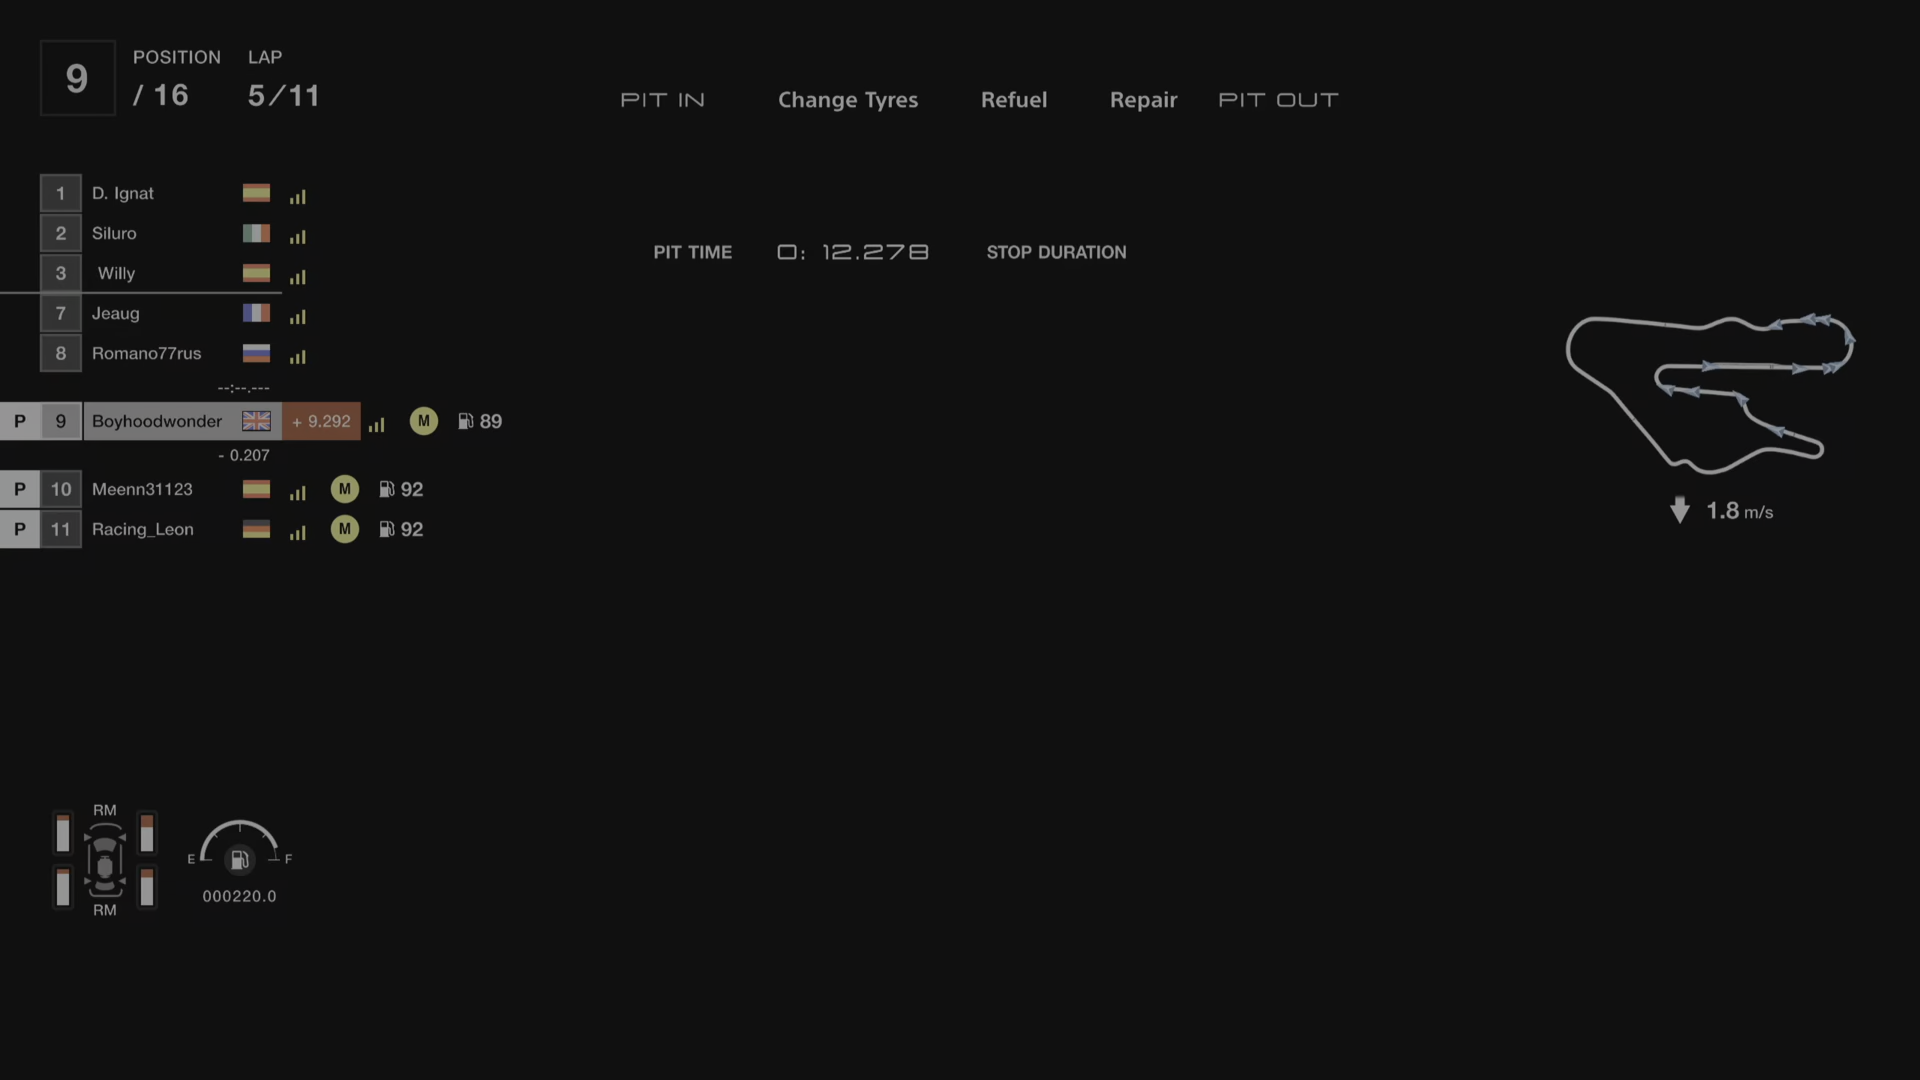 9 POSITION / 16 LAP 5/11
PIT IN Change Tyres Refuel Repair PIT OUT
1 D. Ignat
2 Siluro
3 Willy
7 Jeaug
8 Romano77rus
PIT TIME 0: 12.278 STOP DURATION
--:--.---
P 9 Boyhoodwonder + 9.292 M 89
- 0.207
P 10 Meenn31123 M 92
P 11 Racing_Leon M 92
1.8 m/s
RM
E F
000220.0
RM